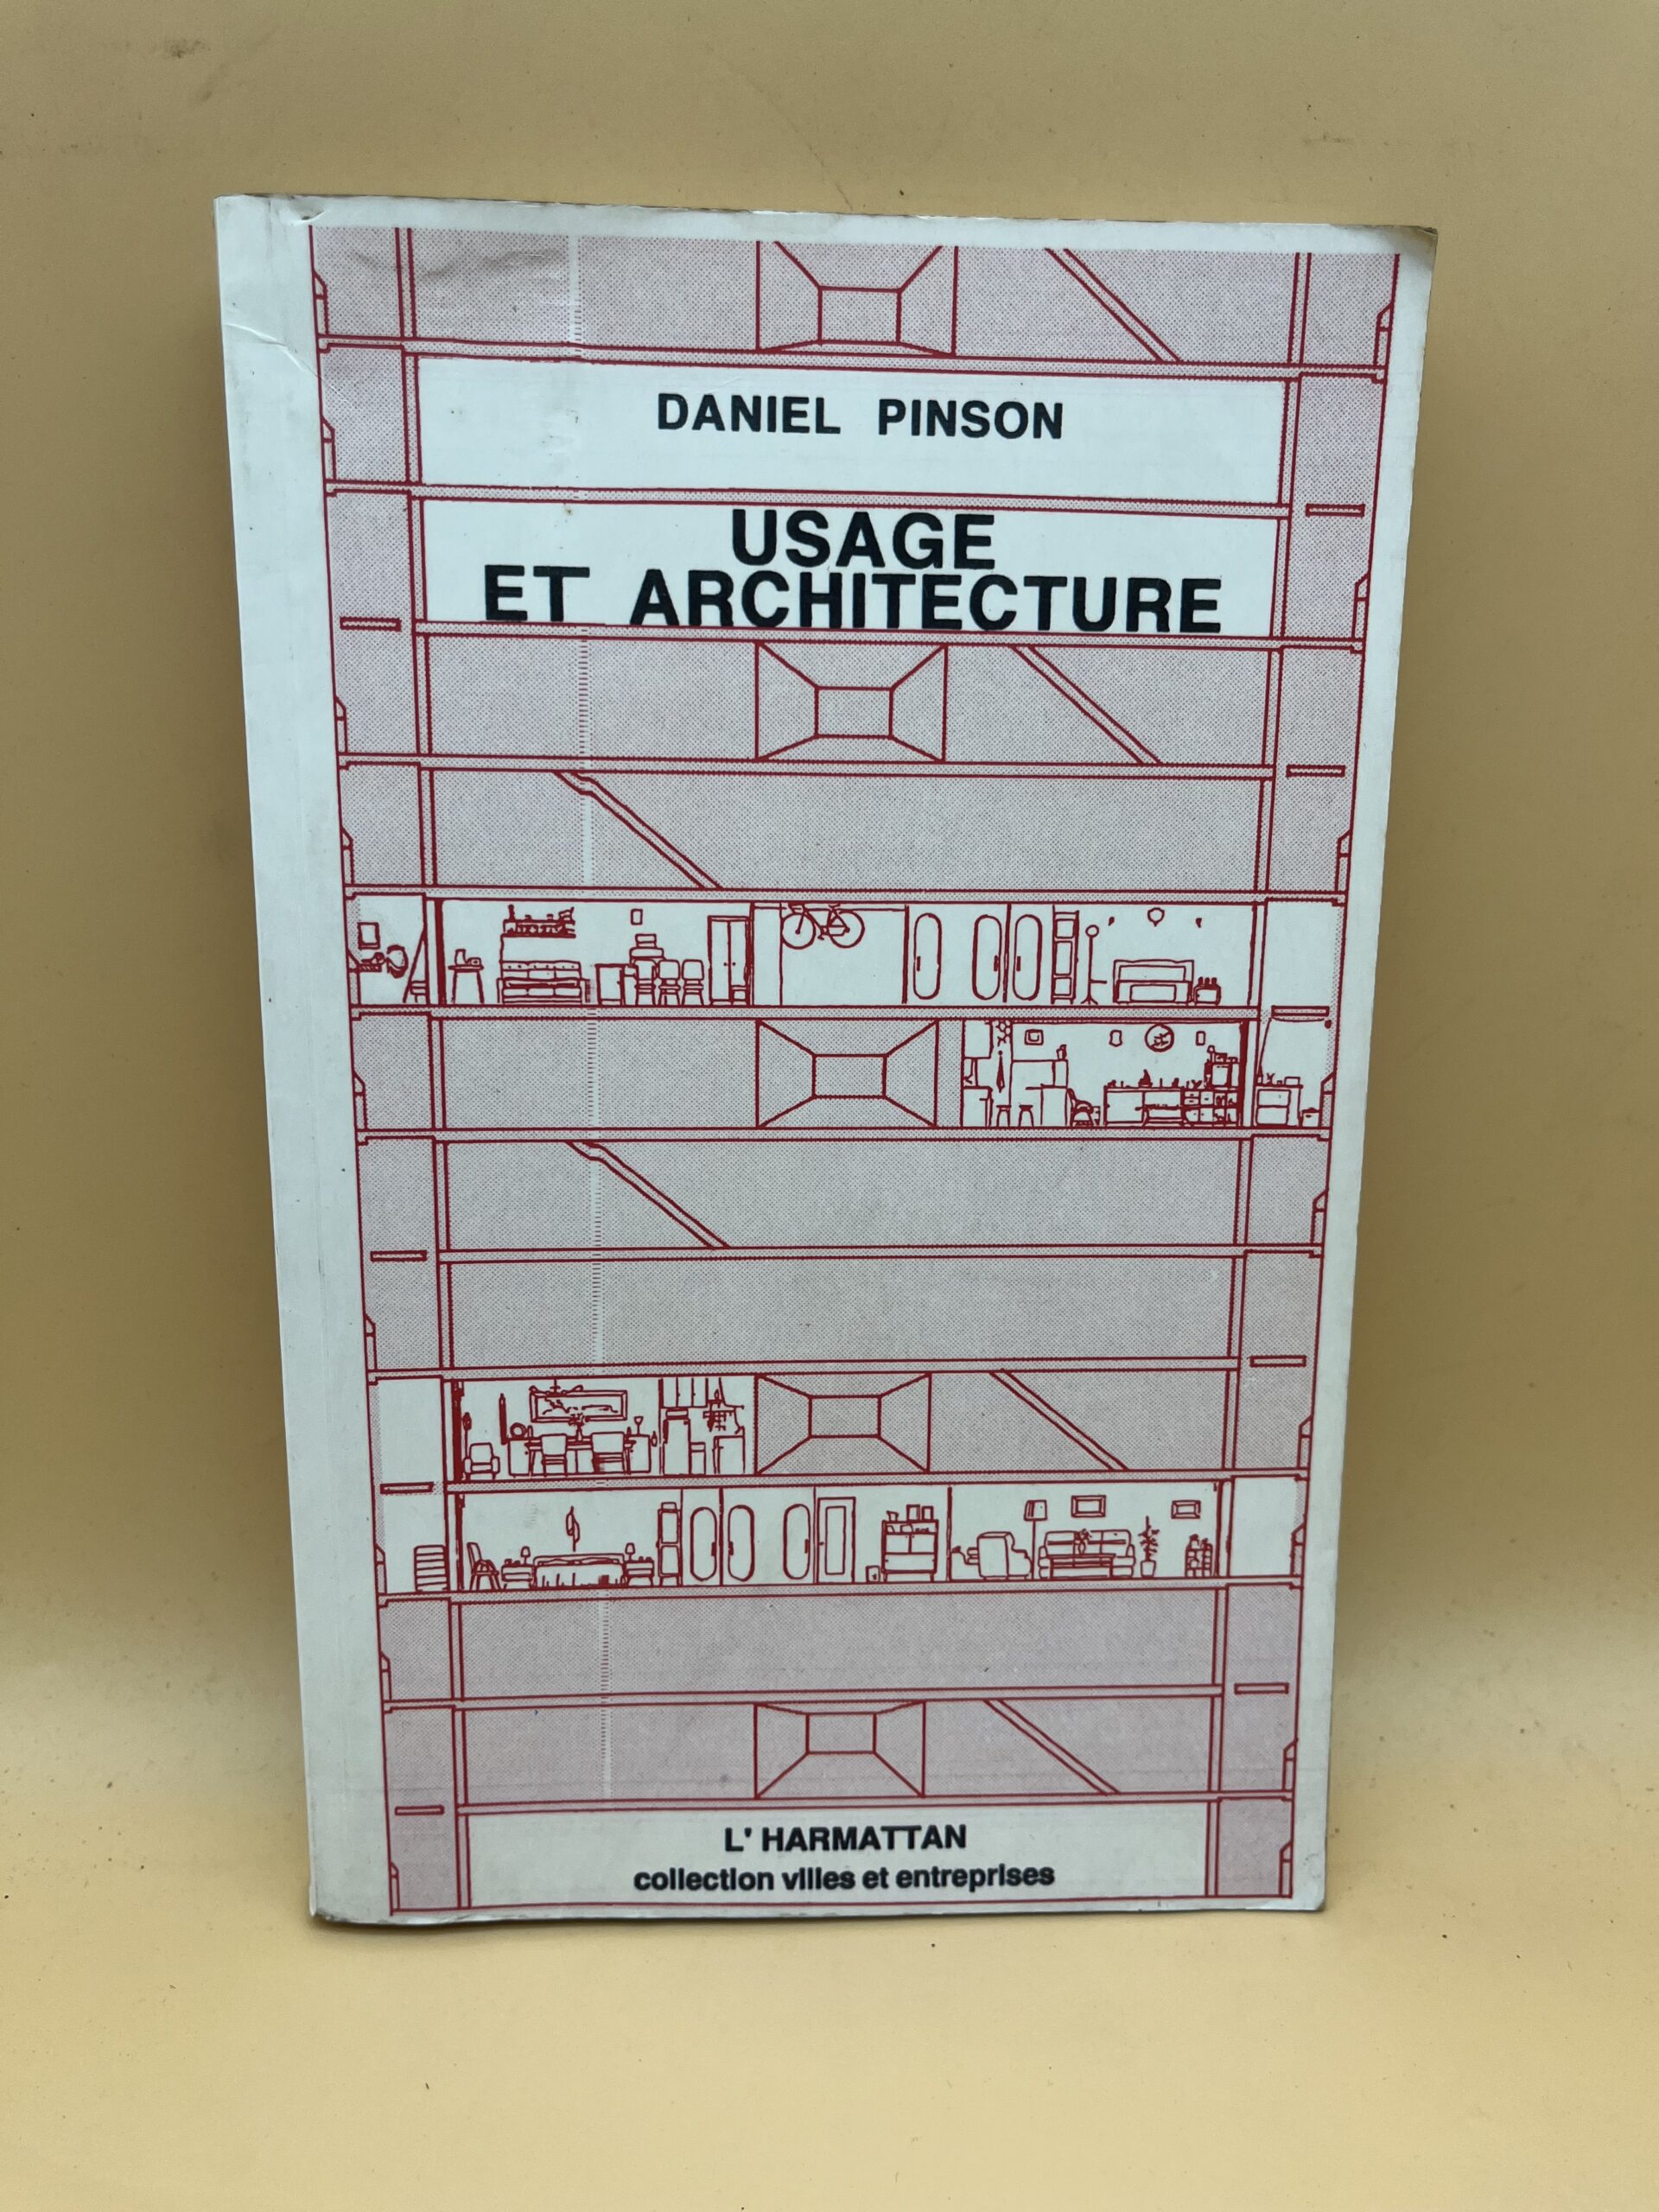 DANIEL PINSON
USAGE
ET ARCHITECTURE
L' HARMATTAN
collection villes et entreprises